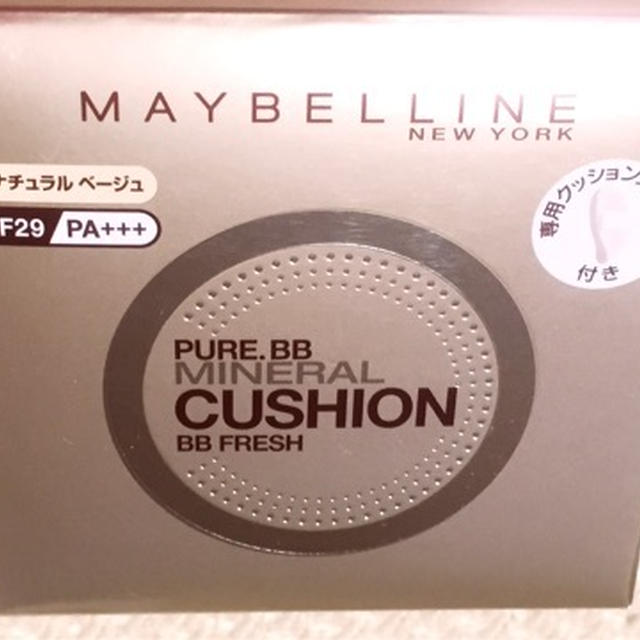 MAYBELLINE
NEW YORK
ナチュラル ベージュ
F29 PA+++
専用クッション
付き
PURE.BB
MINERAL
CUSHION
BB FRESH